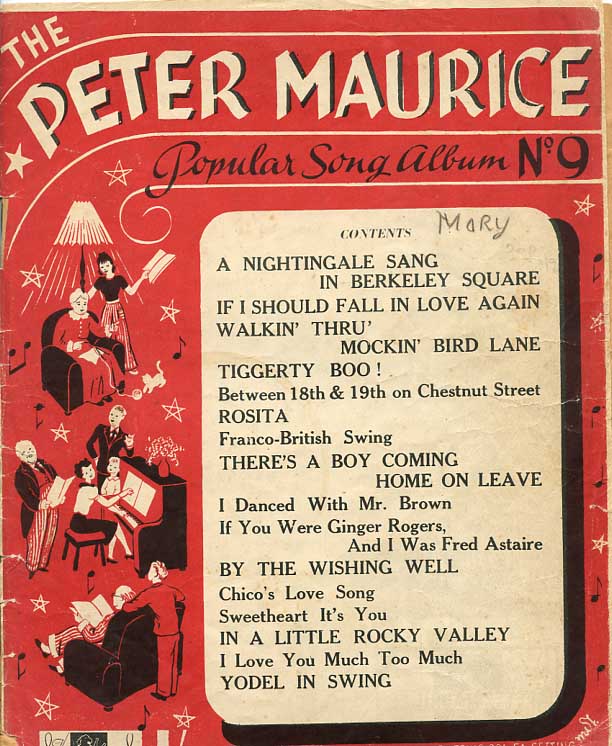 THE
PETER MAURICE
Popular Song Album Nº 9
CONTENTS
MARY
A NIGHTINGALE SANG
IN BERKELEY SQUARE
IF I SHOULD FALL IN LOVE AGAIN
WALKIN' THRU'
MOCKIN' BIRD LANE
TIGGERTY BOO!
Between 18th & 19th on Chestnut Street
ROSITA
Franco-British Swing
THERE'S A BOY COMING
HOME ON LEAVE
I Danced With Mr. Brown
If You Were Ginger Rogers,
And I Was Fred Astaire
BY THE WISHING WELL
Chico's Love Song
Sweetheart It's You
IN A LITTLE ROCKY VALLEY
I Love You Much Too Much
YODEL IN SWING